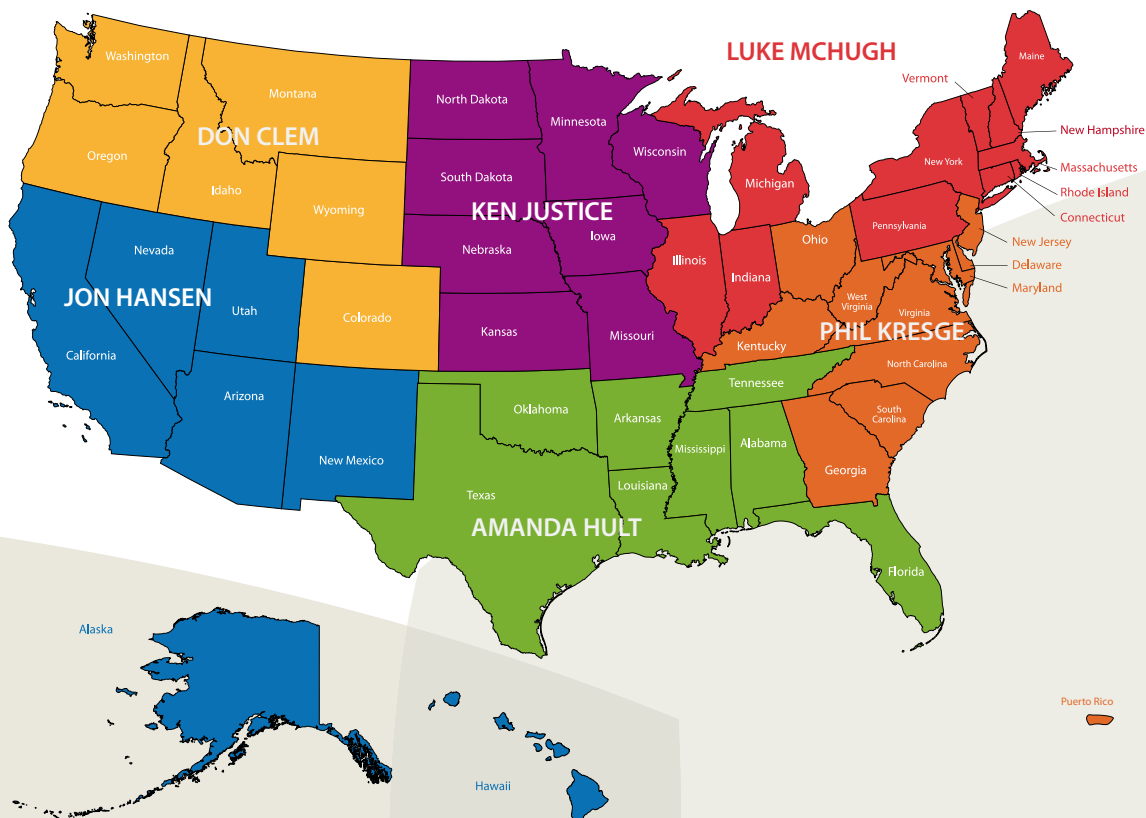 LUKE MCHUGH
Maine
Washington
Vermont
Montana
North Dakota
Minnesota
New Hampshire
DON CLEM
Oregon
Wisconsin
New York
Massachusetts
South Dakota
Michigan
Idaho
Rhode Island
Wyoming
KEN JUSTICE
Connecticut
Pennsylvania
Nevada
Nebraska
Iowa
Ohio
New Jersey
Illinois
Indiana
Delaware
JON HANSEN
Maryland
Utah
Colorado
West
Virginia
Virginia
Kansas
Missouri
PHIL KRESGE
California
Kentucky
North Carolina
Tennessee
Arizona
Oklahoma
Arkansas
South
Carolina
Mississippi
Alabama
New Mexico
Georgia
Texas
Louisiana
AMANDA HULT
Florida
Alaska
Puerto Rico
Hawaii